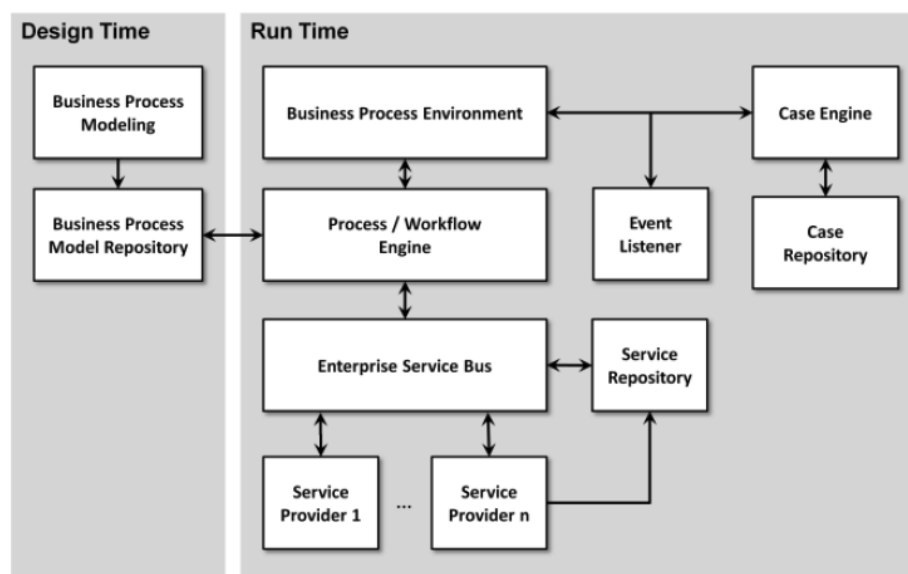 Design Time
Business Process
Modeling
Business Process
Model Repository
Run Time
Business Process Environment
Case Engine
Process / Workflow
Engine
Event
Listener
Case
Repository
Enterprise Service Bus
Service
Repository
Service
Provider 1
...
Service
Provider n